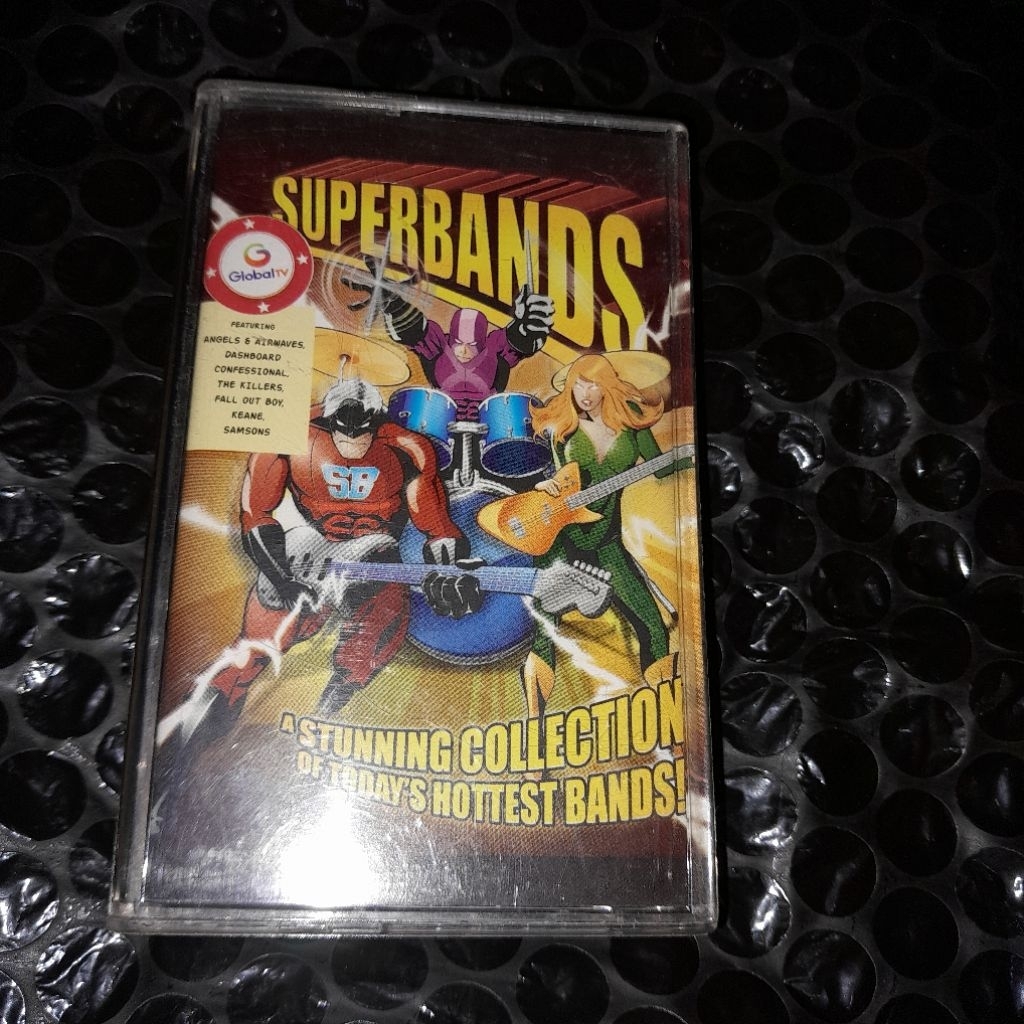 SUPERBANDS
G
GlobalTV
FEATURING
ANGELS & AIRWAVES,
DASHBOARD
CONFESSIONAL,
THE KILLERS,
FALL OUT BOY,
KEANE,
SAMSONS
SB
A STUNNING COLLECTION
OF TODAY'S HOTTEST BANDS!